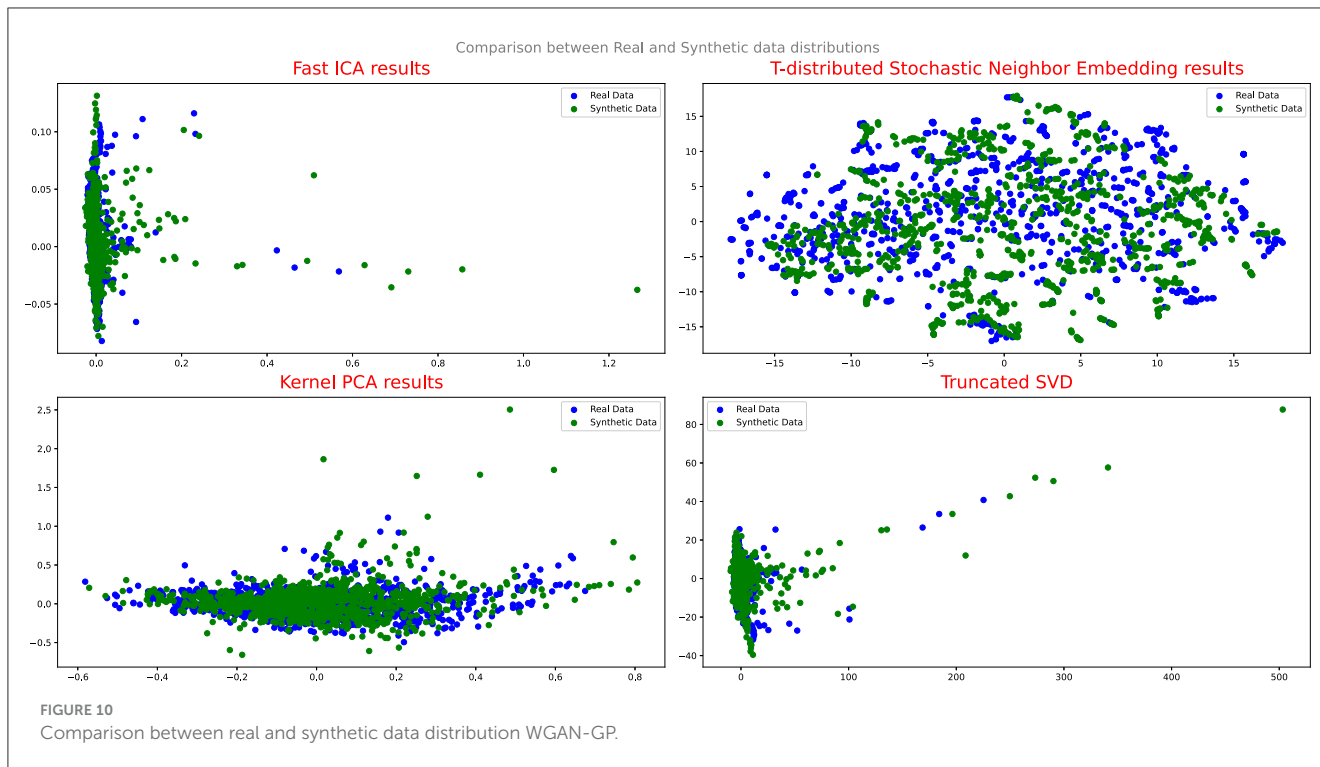 Comparison between Real and Synthetic data distributions
Fast ICA results
Real Data
Synthetic Data
0.10
0.05
0.00
−0.05
0.0 0.2 0.4 0.6 0.8 1.0 1.2
T-distributed Stochastic Neighbor Embedding results
Real Data
Synthetic Data
15
10
5
0
−5
−10
−15
−15 −10 −5 0 5 10 15
Kernel PCA results
Real Data
Synthetic Data
2.5
2.0
1.5
1.0
0.5
0.0
−0.5
−0.6 −0.4 −0.2 0.0 0.2 0.4 0.6 0.8
Truncated SVD
Real Data
Synthetic Data
80
60
40
20
0
−20
−40
0 100 200 300 400 500
FIGURE 10
Comparison between real and synthetic data distribution WGAN-GP.